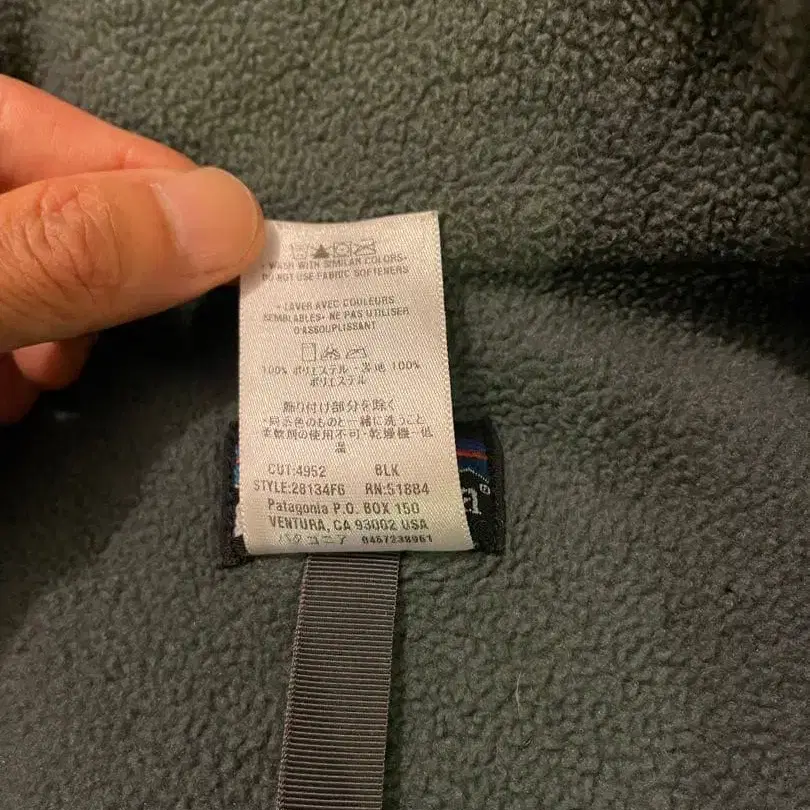 • WASH WITH SIMILAR COLORS•
DO NOT USE FABRIC SOFTENERS
• LAVER AVEC COULEURS
SEMBLABLES• NE PAS UTILISER
D'ASSOUPLISSANT
100% ポリエステル・多地 100%
ポリエステル
飾り付け部分を除く
・同系色のものと一緒に洗うこと
柔軟剤の使用不可・乾燥機-低
温
CUT:4952 BLK
STYLE:28134F6 RN:51884
Patagonia P.O. BOX 150
VENTURA, CA 93002 USA
パタゴニア 0467238961
a®